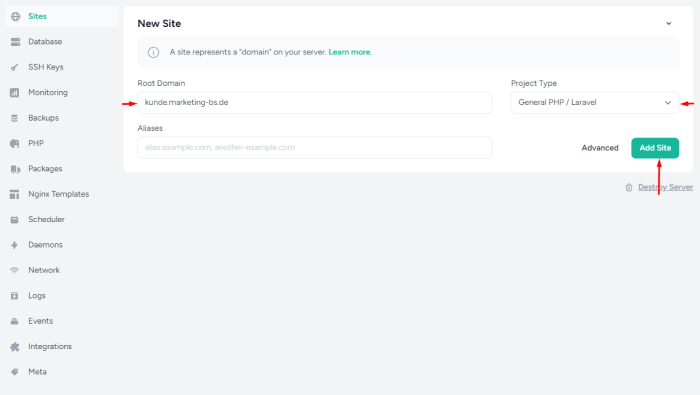 Sites
Database
SSH Keys
Monitoring
Backups
PHP
Packages
Nginx Templates
Scheduler
Daemons
Network
Logs
Events
Integrations
Meta
New Site
A site represents a "domain" on your server. Learn more.
Root Domain
Project Type
kunde.marketing-bs.de
General PHP / Laravel
Aliases
alias.example.com, another-example.com
Advanced
Add Site
Destroy Server